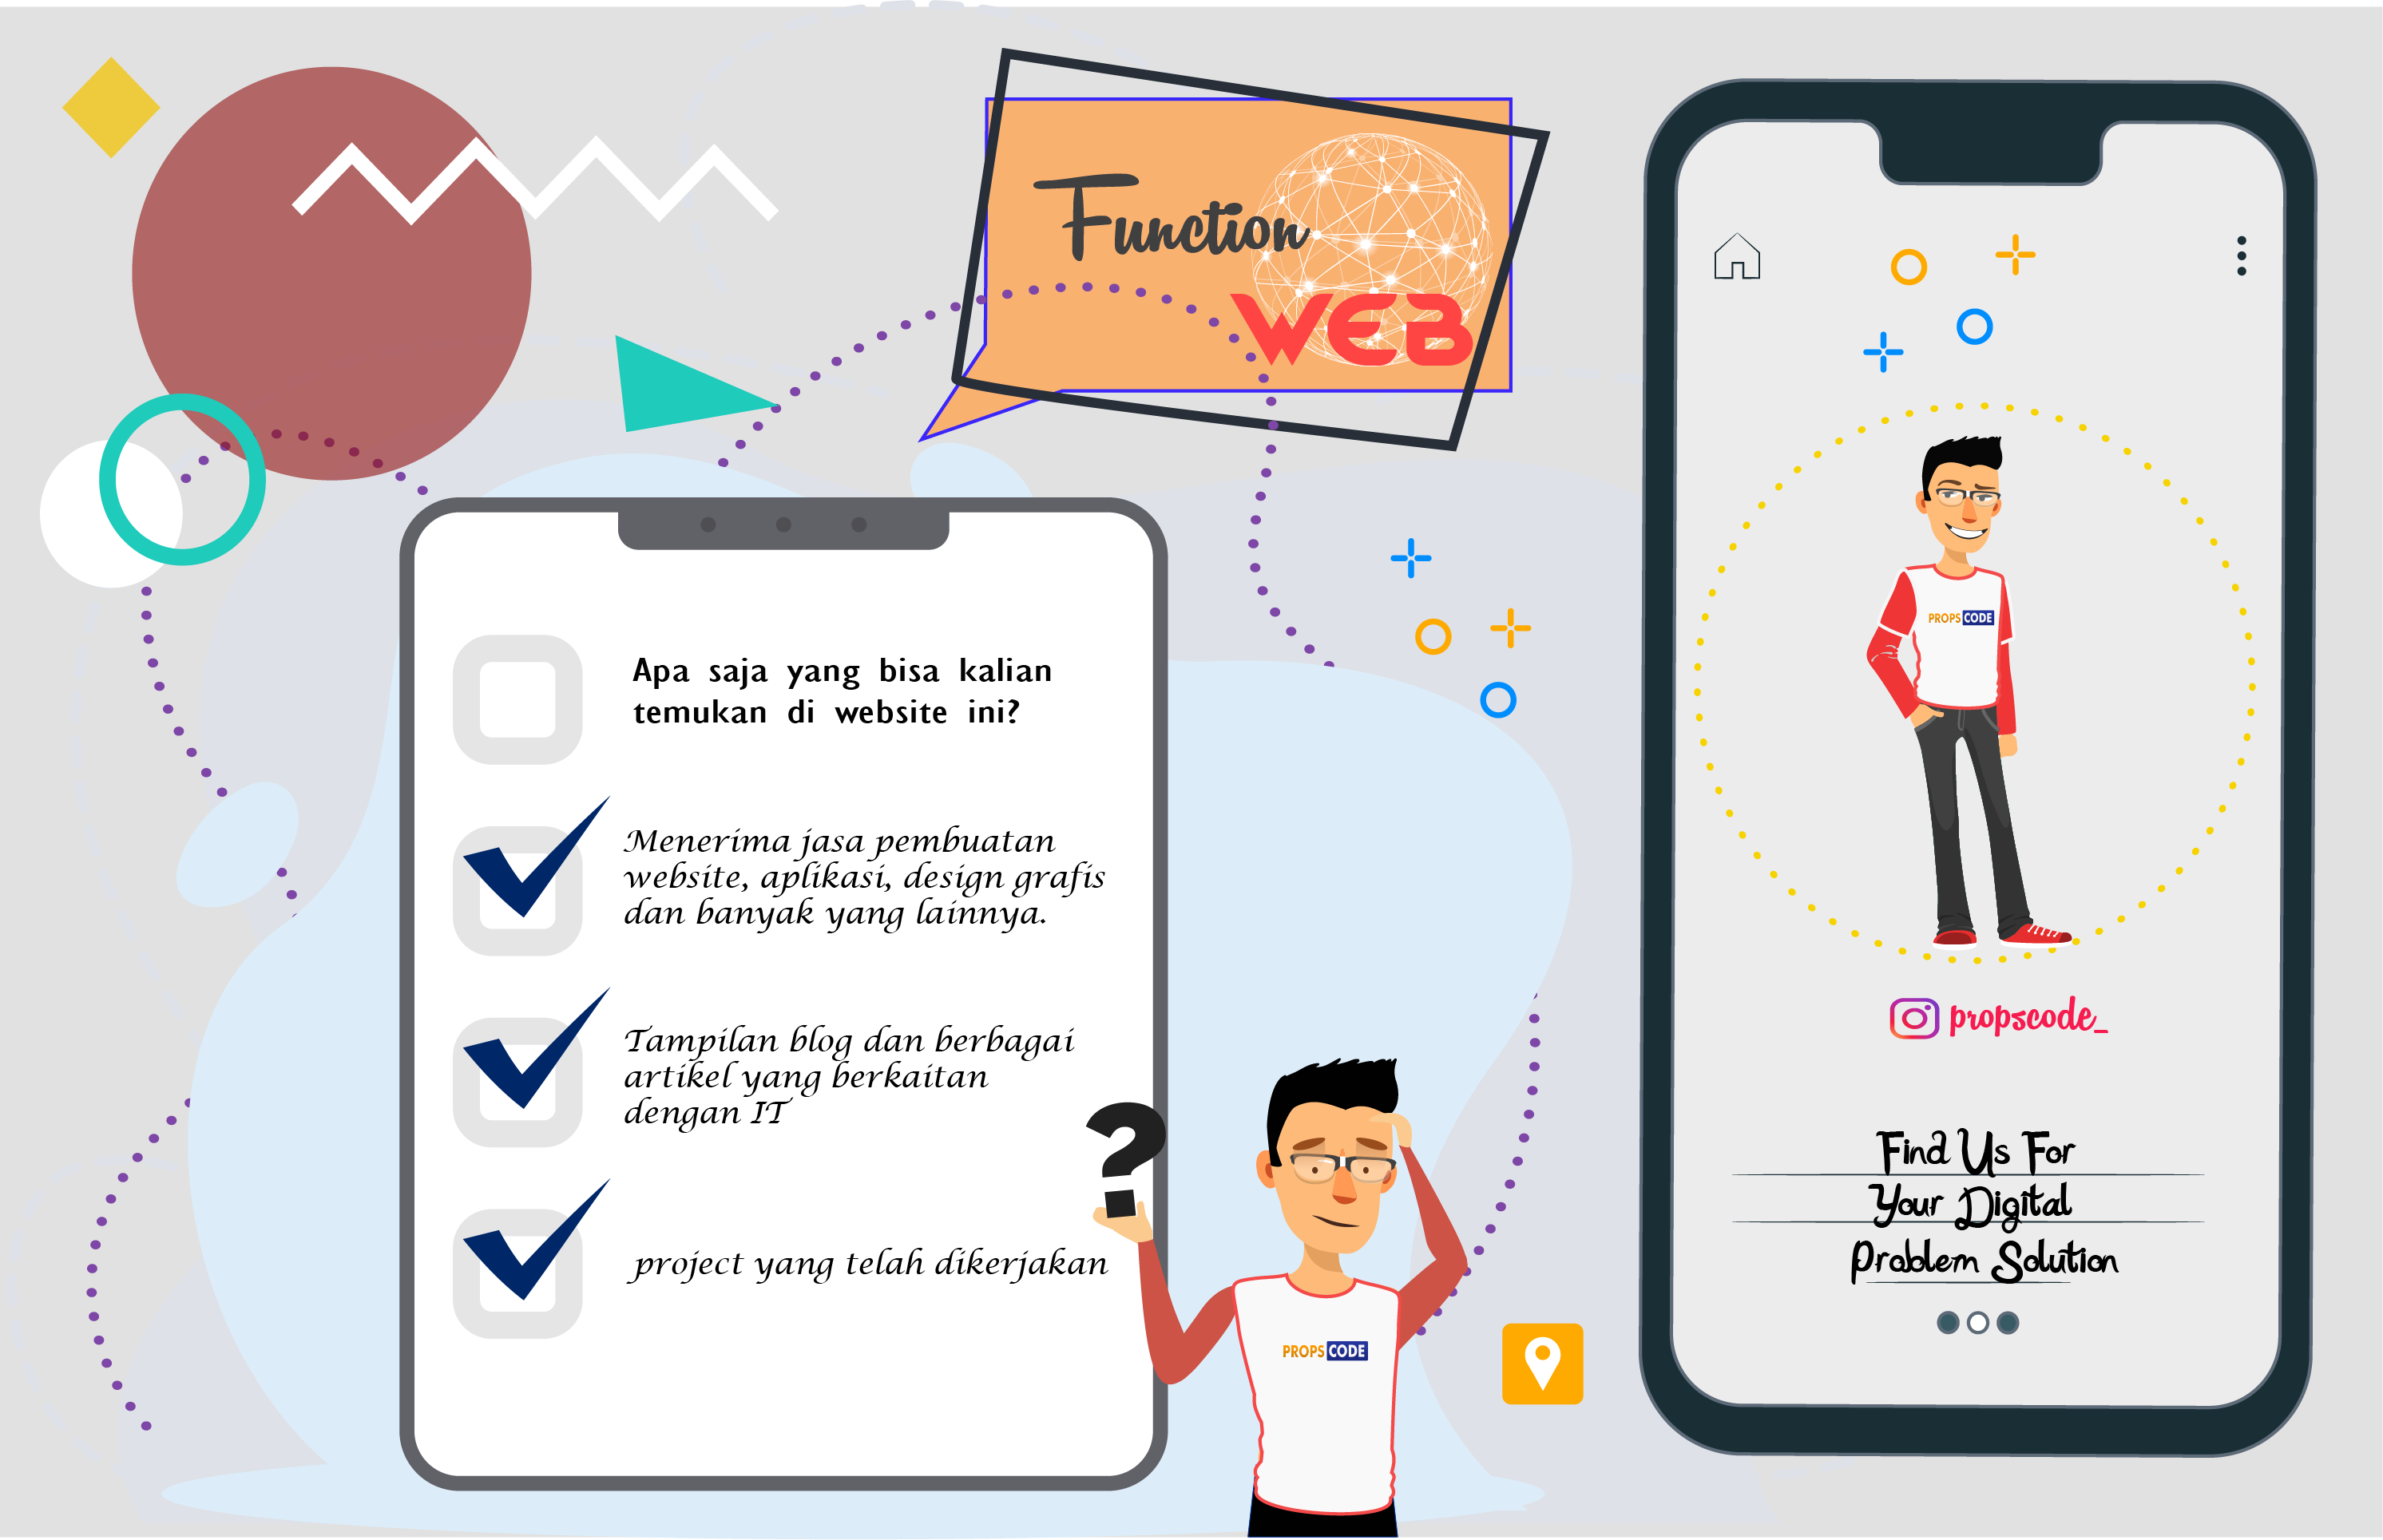 Function
WEB
Apa saja yang bisa kalian
temukan di website ini?
Menerima jasa pembuatan
website, aplikasi, design grafis
dan banyak yang lainnya.
Tampilan blog dan berbagai
artikel yang berkaitan
dengan IT
project yang telah dikerjakan
?
PROPS CODE
PROPS CODE
propscode_
Find Us For
Your Digital
Problem Solution